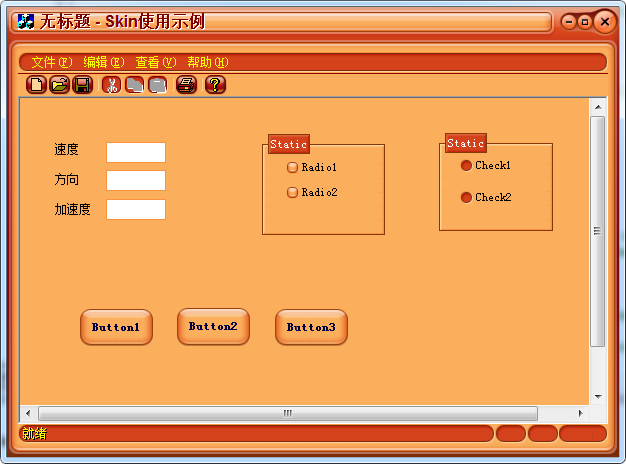 无标题 - Skin使用示例
文件(F) 编辑(E) 查看(V) 帮助(H)
速度
方向
加速度
Static
Radio1
Radio2
Static
Check1
Check2
Button1 Button2 Button3
就绪